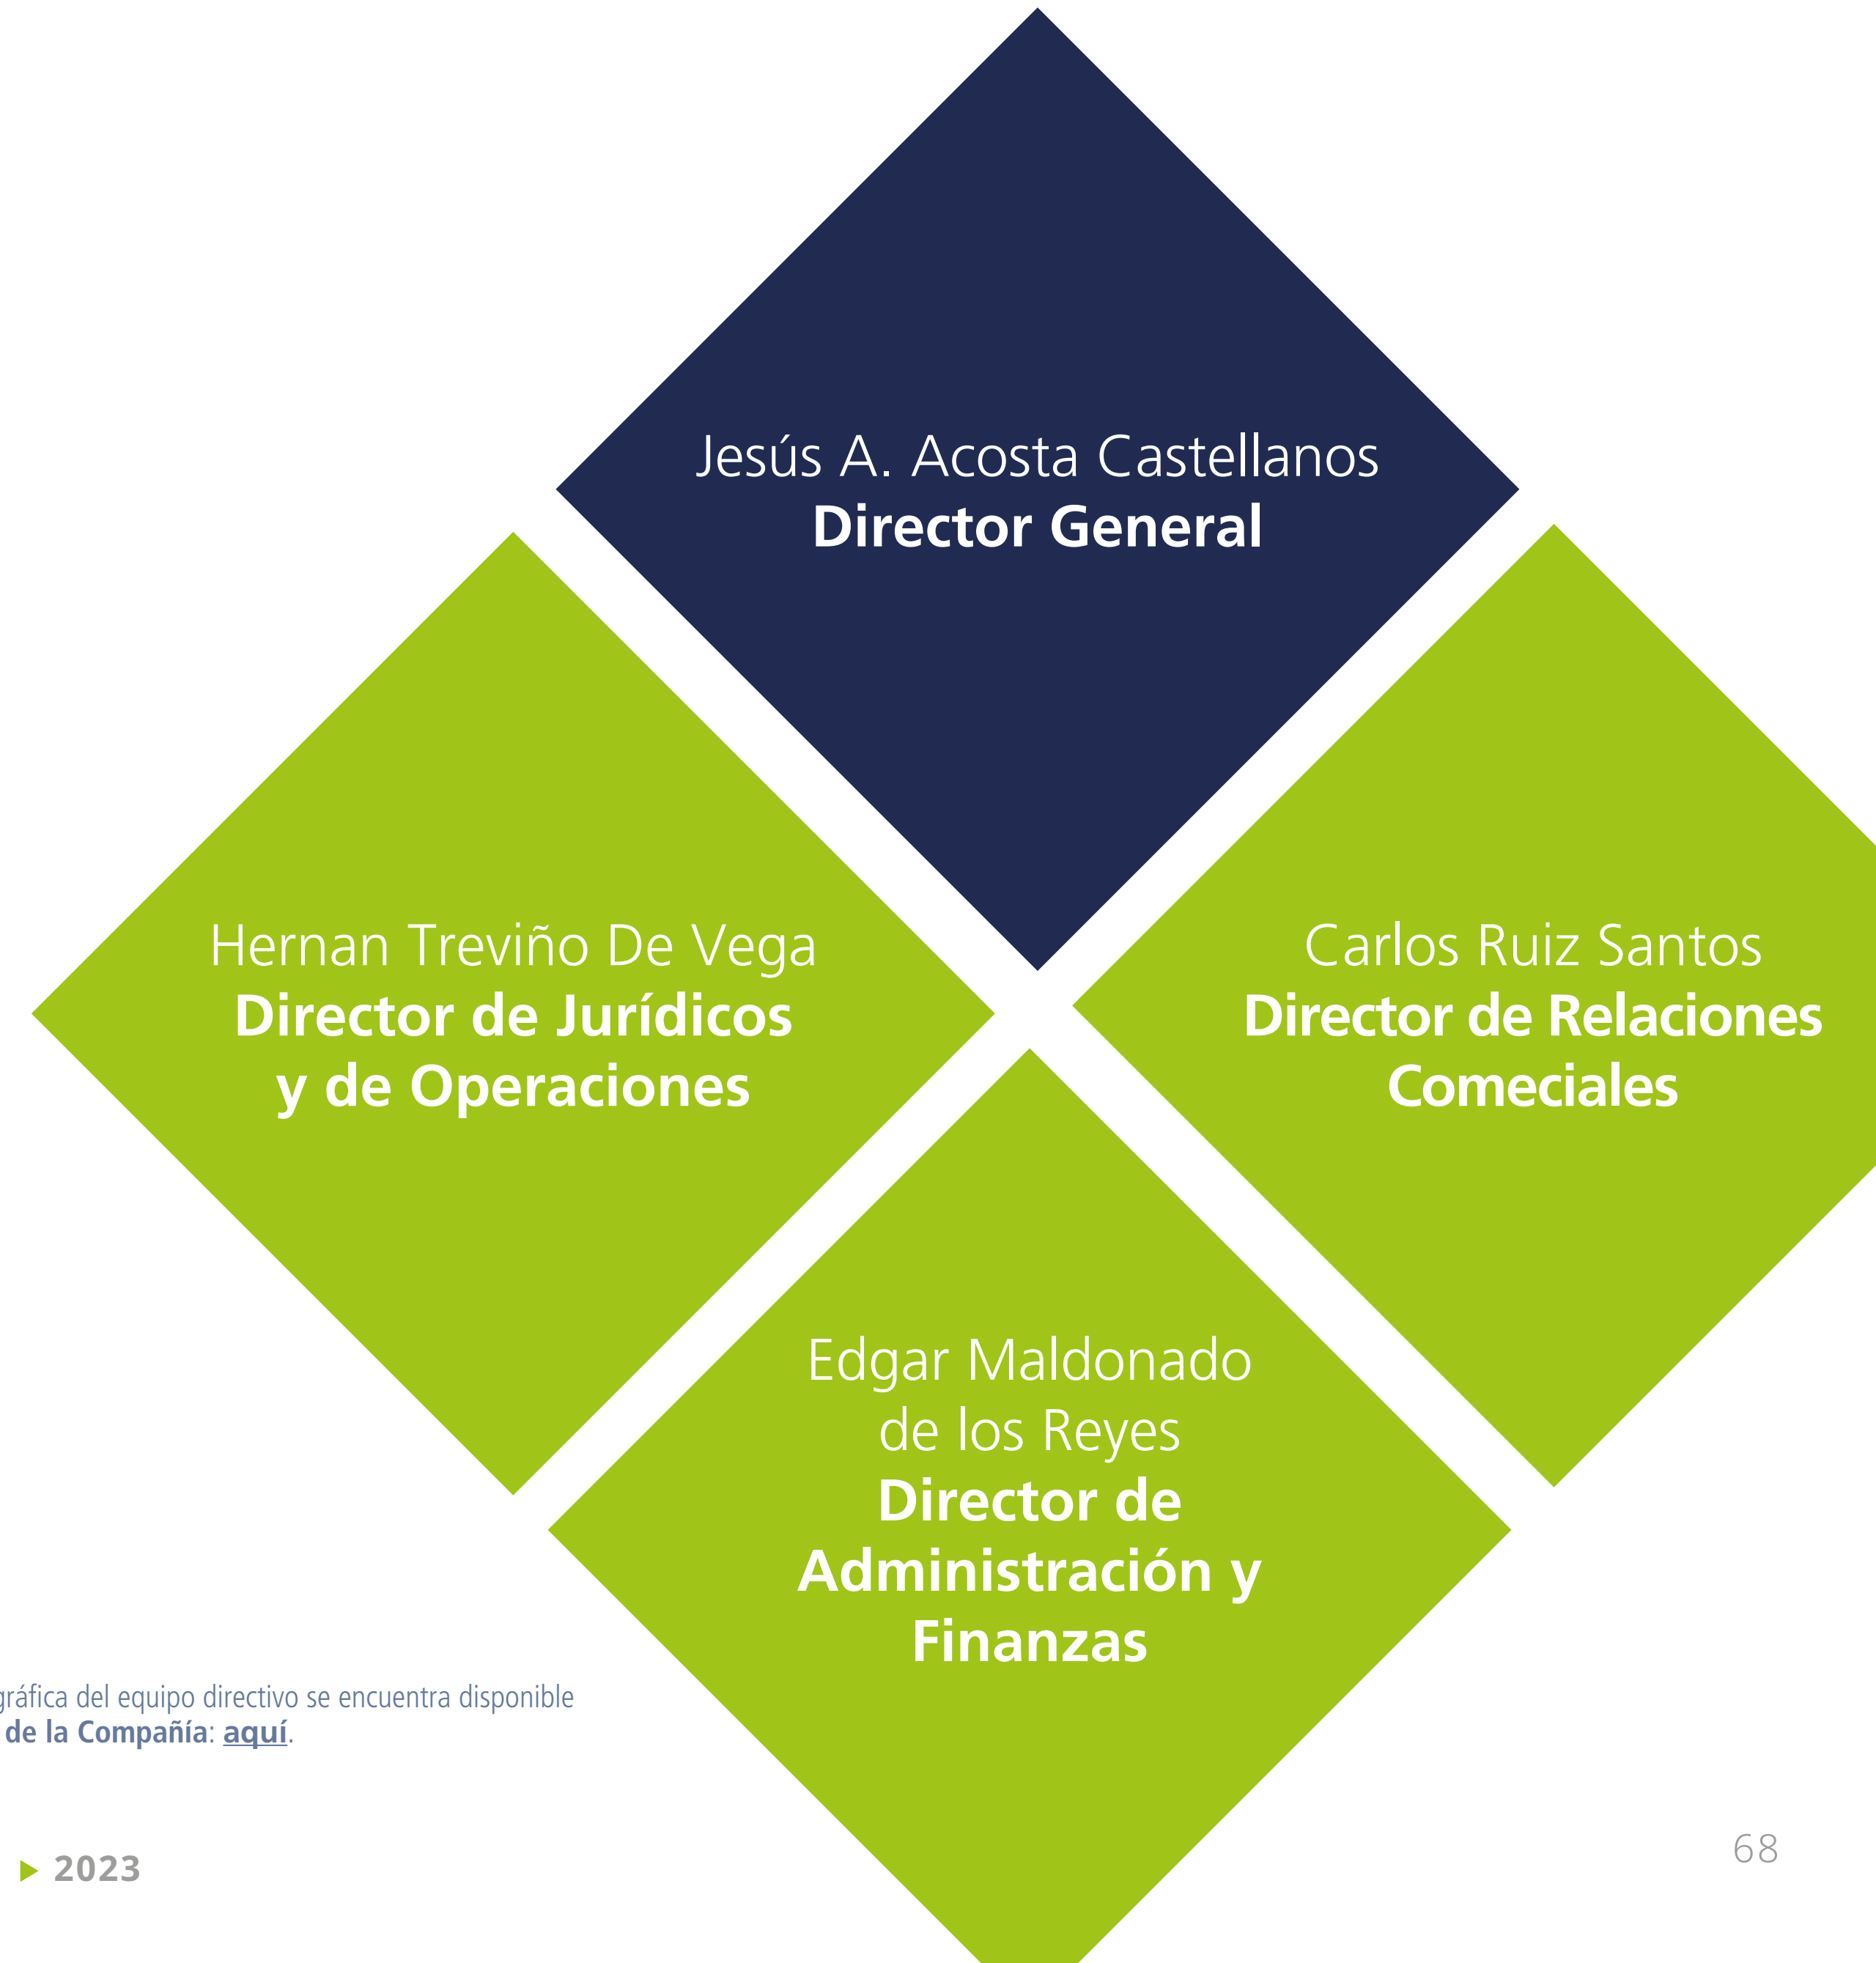 Jesús A. Acosta Castellanos
Director General
Hernan Treviño De Vega
Director de Jurídicos
y de Operaciones
Carlos Ruiz Santos
Director de Relaciones
Comeciales
Edgar Maldonado
de los Reyes
Director de
Administración y
Finanzas
gráfica del equipo directivo se encuentra disponible
de la Compañía: aquí.
2023
68